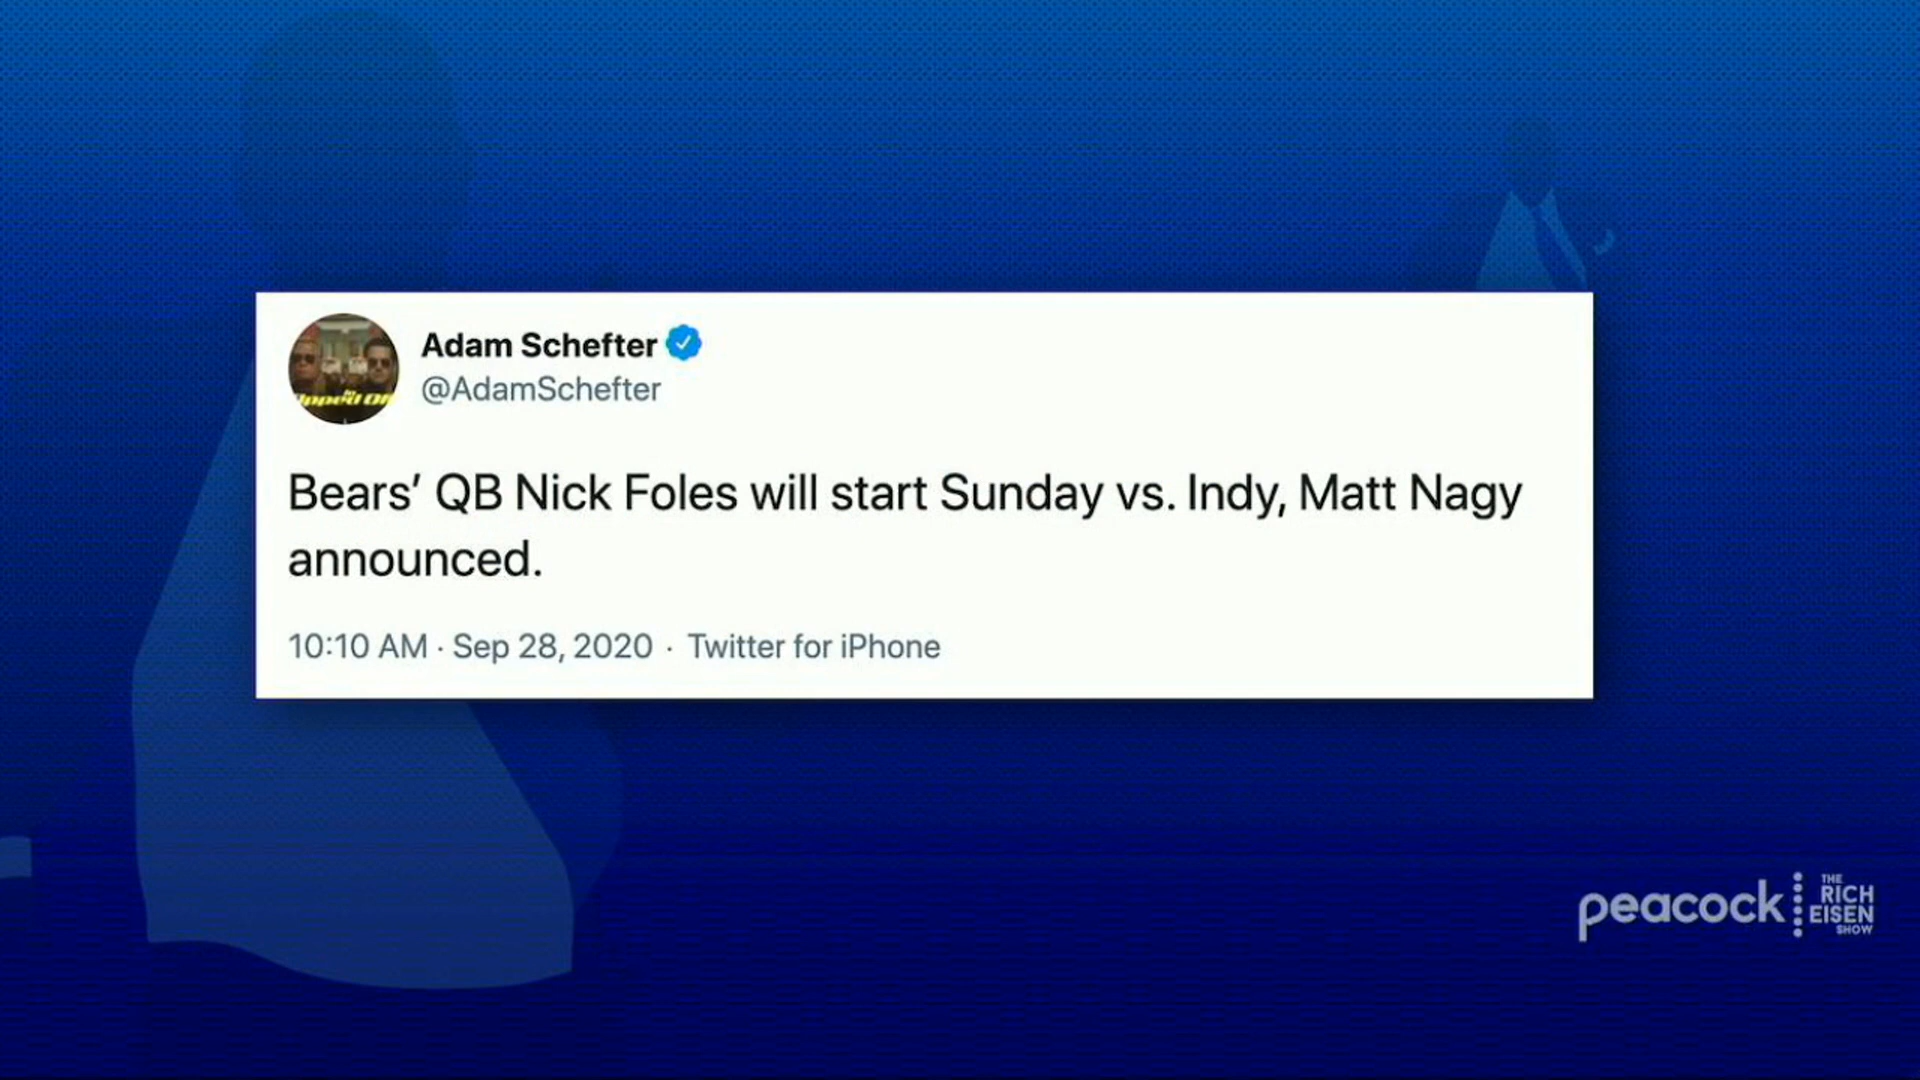 Adam Schefter
@AdamSchefter
Bears’ QB Nick Foles will start Sunday vs. Indy, Matt Nagy
announced.
10:10 AM · Sep 28, 2020 · Twitter for iPhone
peacock
THE
RICH
EISEN
SHOW